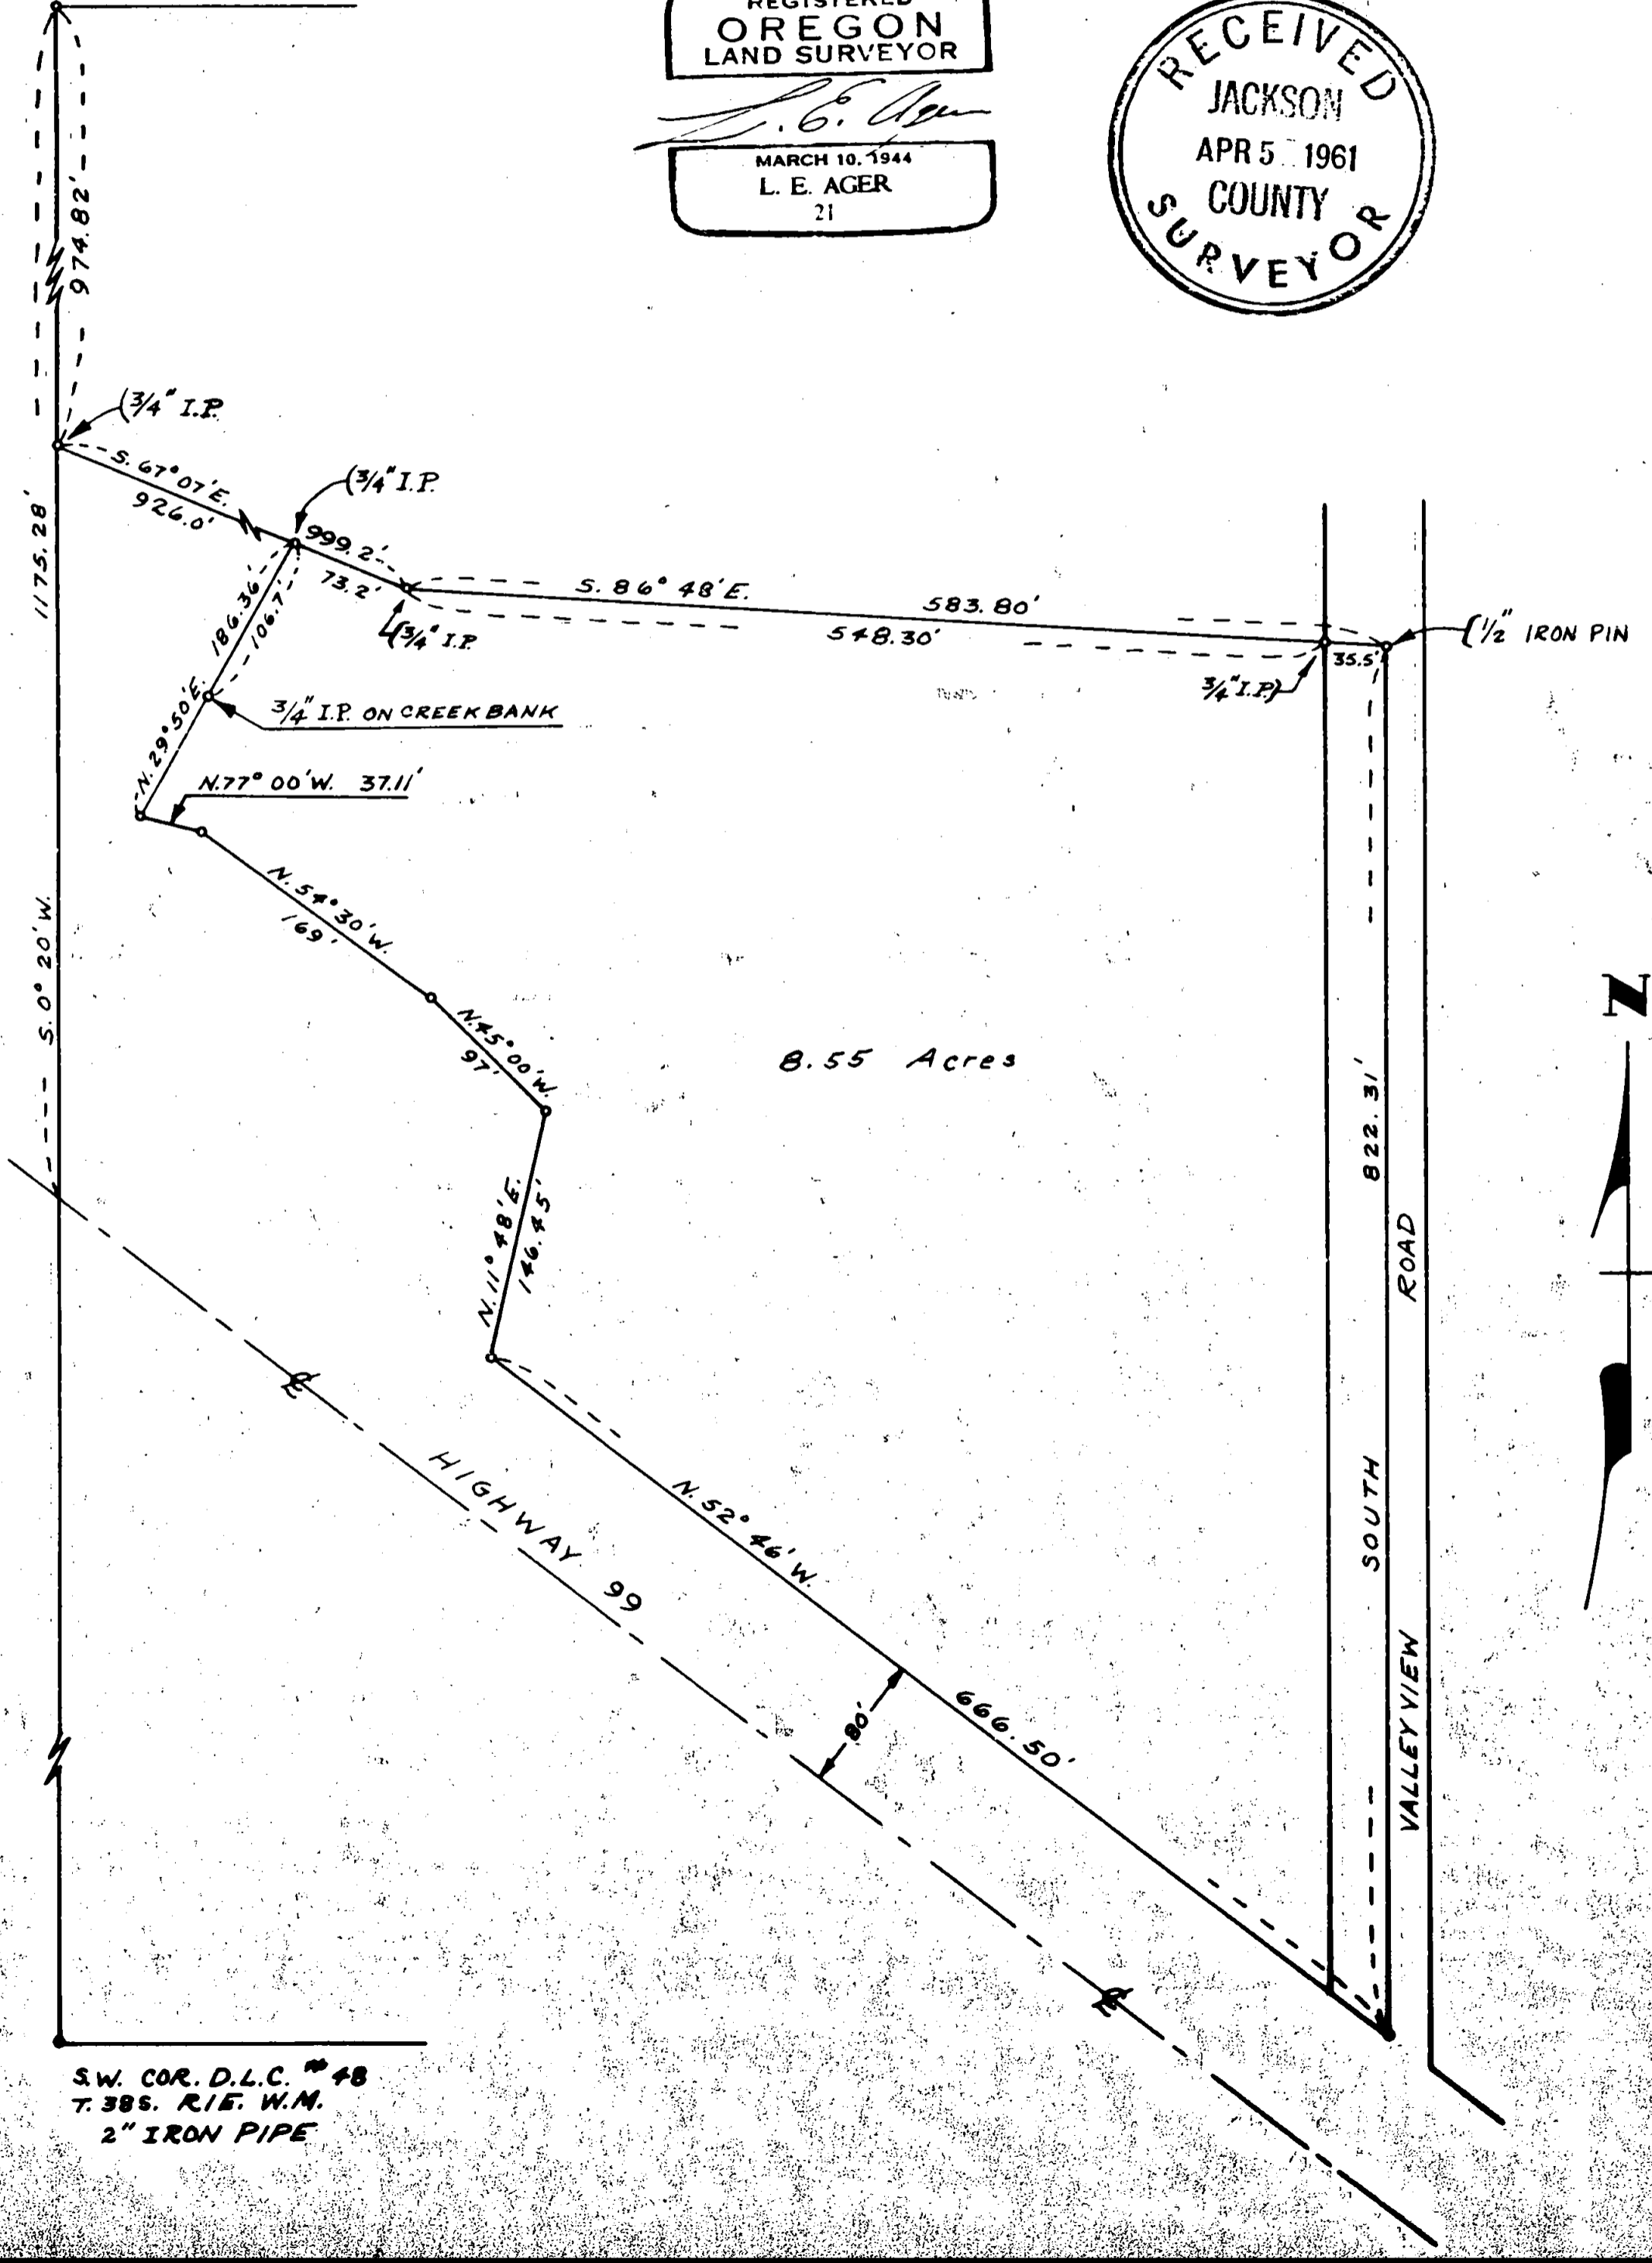 REGISTERED
OREGON
LAND SURVEYOR
L. E. Ager
MARCH 10, 1944
L. E. AGER
21
RECEIVED
JACKSON
APR 5 1961
COUNTY
SURVEYOR
974.82'
(3/4" I.P.
S. 67° 07' E.
926.0'
(3/4" I.P.
999.2'
73.2'
(3/4" I.P.
S. 86° 48' E.
583.80'
548.30'
35.5'
3/4" I.P.)
(1/2" IRON PIN
1175.28'
S. 0° 20' W.
186.36'
106.7'
N. 29° 50' E.
3/4" I.P. ON CREEK BANK
N. 77° 00' W. 37.11'
N. 54° 30' W.
169'
N. 45° 00' W.
97'
8.55 Acres
N. 11° 48' E.
146.45'
822.31'
N
SOUTH
VALLEY VIEW ROAD
N. 52° 46' W.
666.50'
80'
℄
HIGHWAY 99
℄
S.W. COR. D.L.C. # 48
T. 38S. R1E. W.M.
2" IRON PIPE